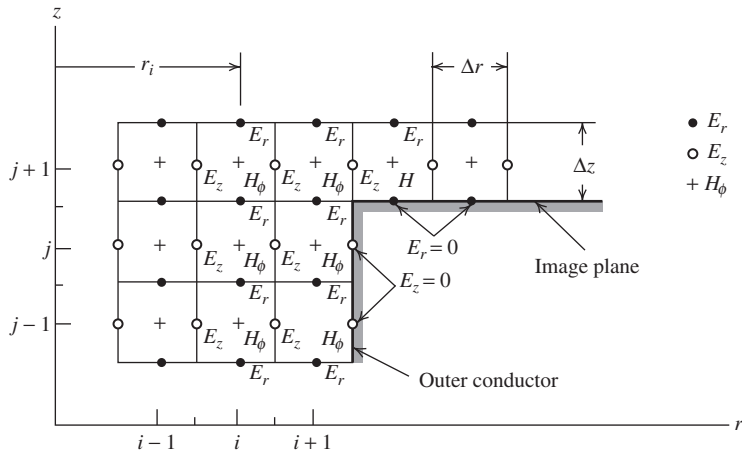 z
r_i
Δr
E_r E_r E_r
● E_r
○ E_z
+ H_ϕ
j+1
E_z H_ϕ E_z H_ϕ E_z H
Δz
E_r E_r
E_r = 0
Image plane
j
E_z H_ϕ E_z H_ϕ
E_z = 0
E_r E_r
j−1
E_z H_ϕ E_z H_ϕ
E_r E_r
Outer conductor
i−1 i i+1
r